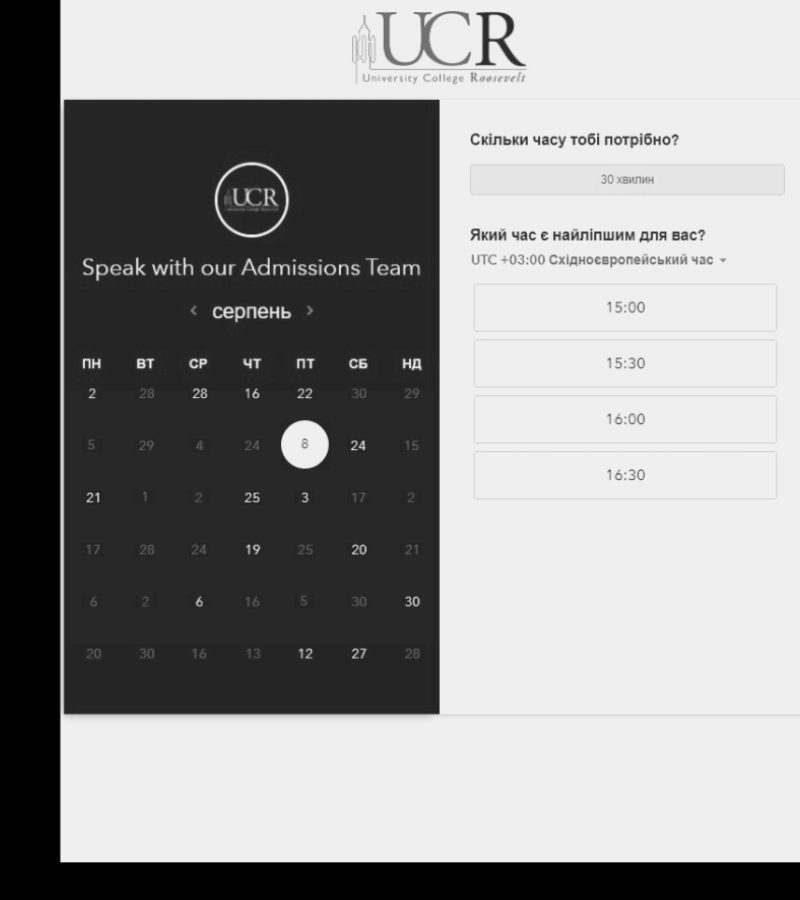 UCR
University College Roosevelt
UCR
Speak with our Admissions Team
< серпень >
ПН ВТ СР ЧТ ПТ СБ НД
2 28 28 16 22 30 29
5 29 4 24 8 24 15
21 1 2 25 3 17 2
17 28 24 19 25 20 21
6 2 6 16 5 30 30
20 30 16 13 12 27 28
Скільки часу тобі потрібно?
30 хвилин
Який час є найліпшим для вас?
UTC +03:00 Східноєвропейський час
15:00
15:30
16:00
16:30